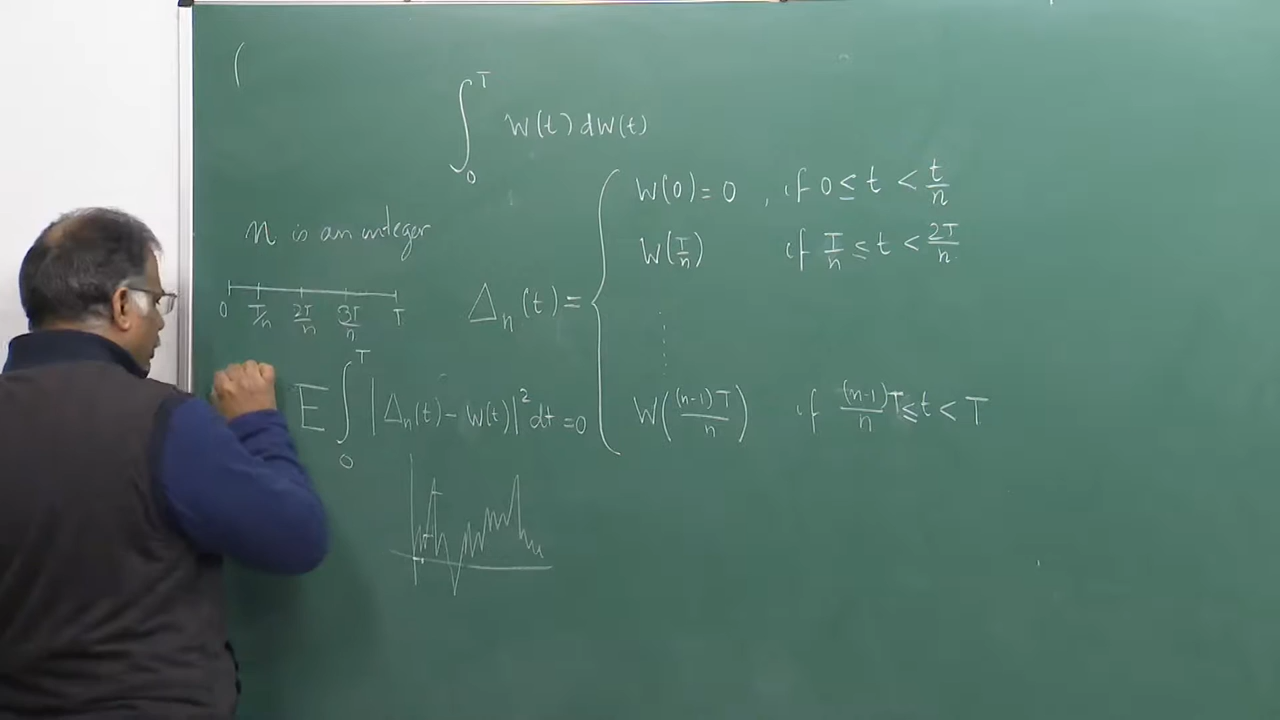 (
∫₀ᵀ W(t) dW(t)
n is an integer
0 T/n 2T/n 3T/n T
Δₙ(t) = {
W(0) = 0 , if 0 ≤ t < t/n
W(T/n) if T/n ≤ t < 2T/n
⋮
W((n-1)T/n) if (n-1)/n T ≤ t < T
E ∫₀ᵀ |Δₙ(t) - W(t)|² dt = 0